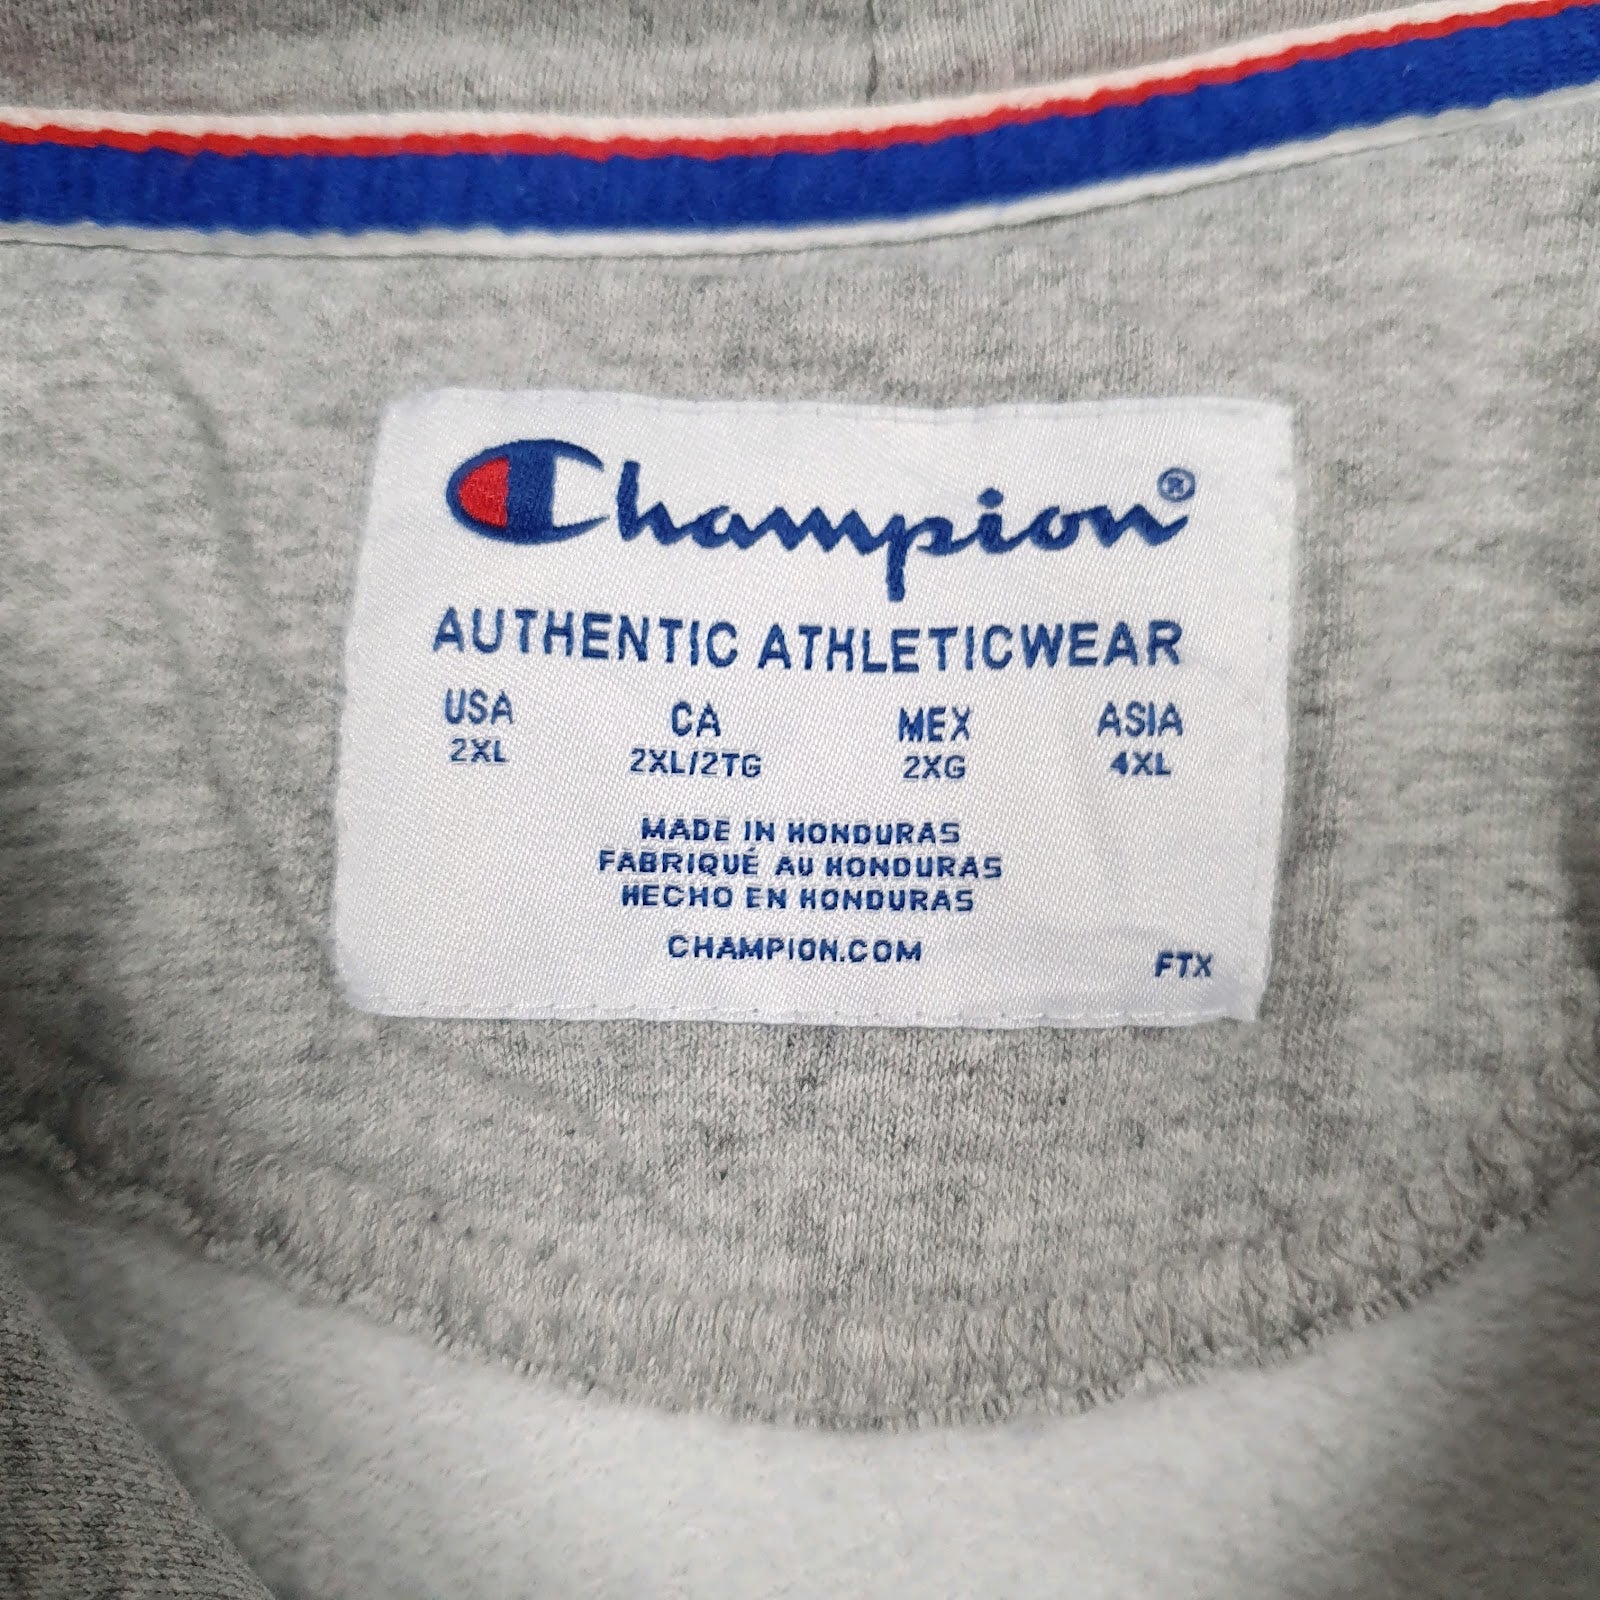 Champion®
AUTHENTIC ATHLETICWEAR
USA CA MEX ASIA
2XL 2XL/2TG 2XG 4XL
MADE IN HONDURAS
FABRIQUÉ AU HONDURAS
HECHO EN HONDURAS
CHAMPION.COM
FTX